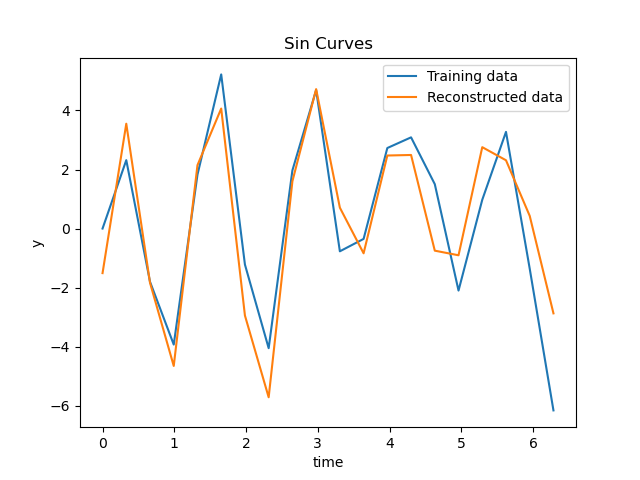 Sin Curves
Training data
Reconstructed data
4
2
0
−2
−4
−6
y
0 1 2 3 4 5 6
time